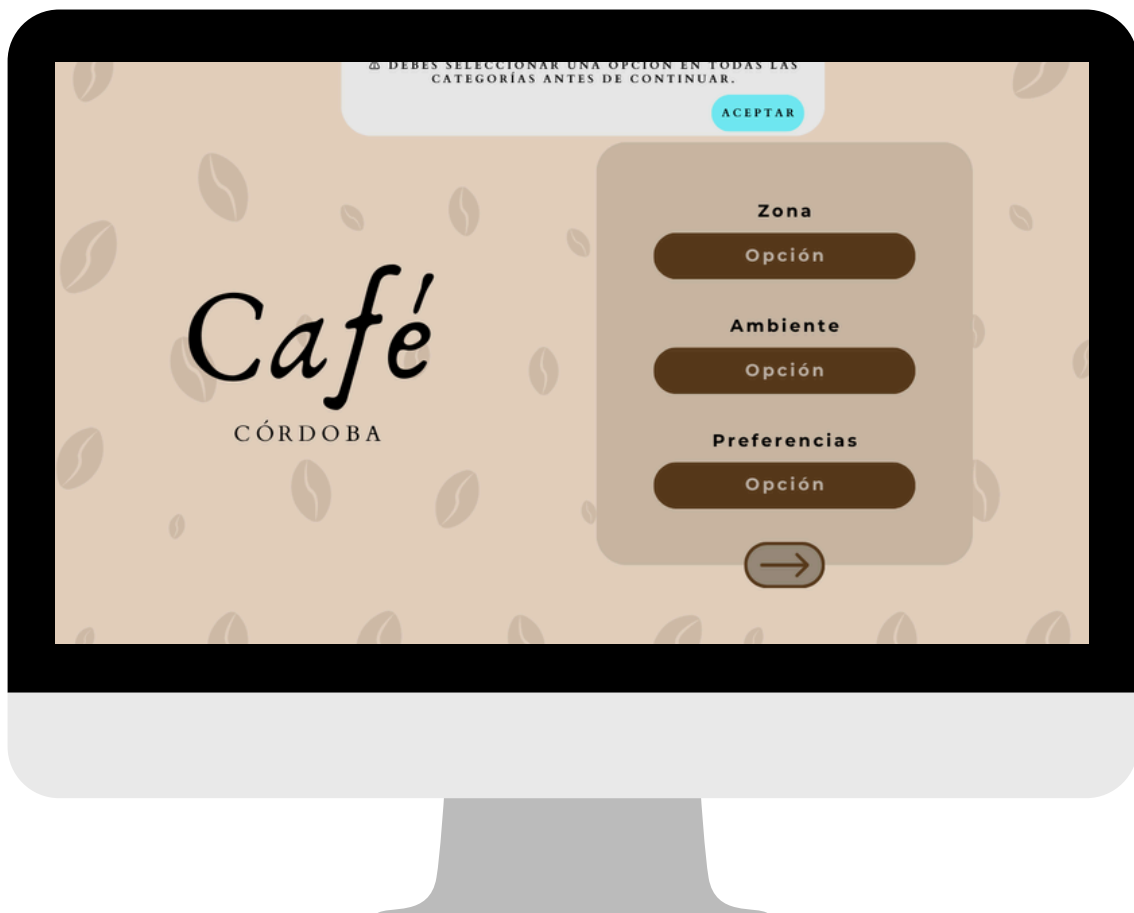 ⚠ DEBES SELECCIONAR UNA OPCIÓN EN TODAS LAS
CATEGORÍAS ANTES DE CONTINUAR.
ACEPTAR
Café
CÓRDOBA
Zona
Opción
Ambiente
Opción
Preferencias
Opción